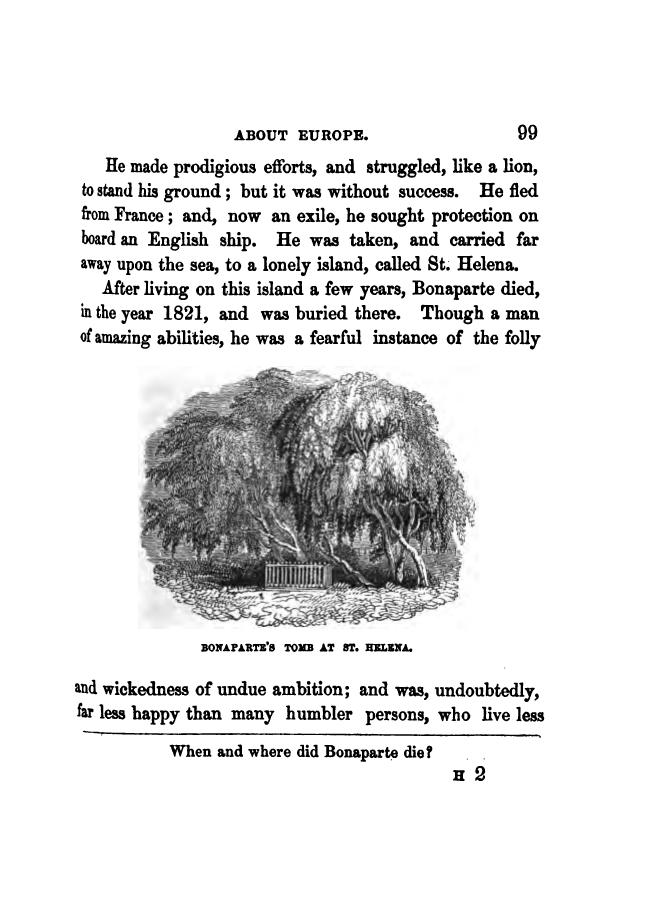 ABOUT EUROPE. 99
He made prodigious efforts, and struggled, like a lion,
to stand his ground; but it was without success. He fled
from France; and, now an exile, he sought protection on
board an English ship. He was taken, and carried far
away upon the sea, to a lonely island, called St. Helena.
After living on this island a few years, Bonaparte died,
in the year 1821, and was buried there. Though a man
of amazing abilities, he was a fearful instance of the folly
BONAPARTE'S TOMB AT ST. HELENA.
and wickedness of undue ambition; and was, undoubtedly,
far less happy than many humbler persons, who live less
When and where did Bonaparte die?
H 2